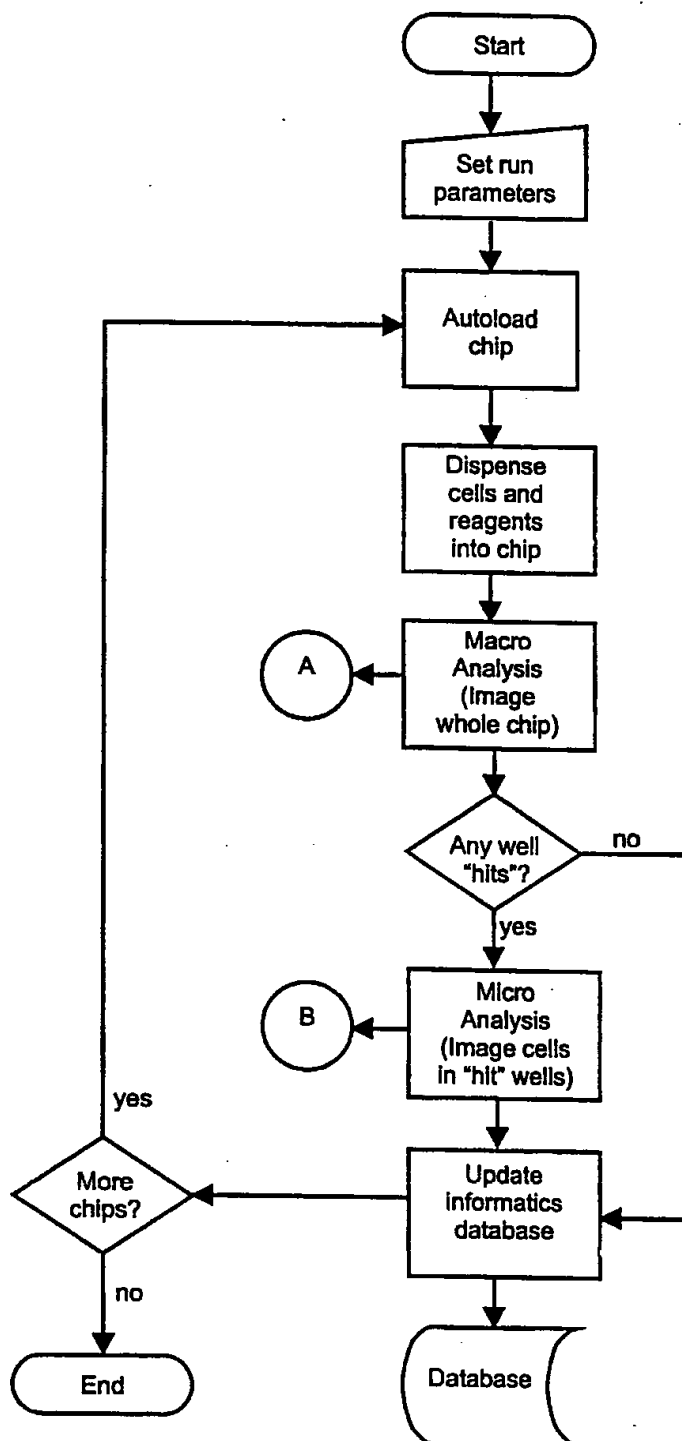 Start
Set run
parameters
Autoload
chip
Dispense
cells and
reagents
into chip
Macro
Analysis
(Image
whole chip)
A
Any well
"hits"?
no
yes
Micro
Analysis
(Image cells
in "hit" wells)
B
yes
More
chips?
Update
informatics
database
no
End
Database